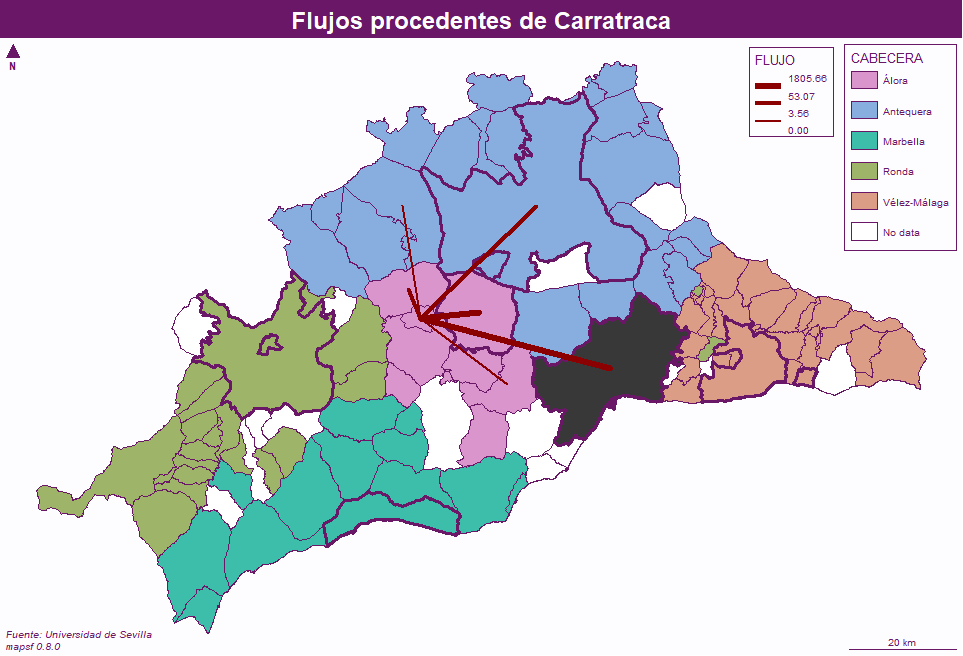 Flujos procedentes de Carratraca
N
FLUJO
1805.66
53.07
3.56
0.00
CABECERA
Álora
Antequera
Marbella
Ronda
Vélez-Málaga
No data
Fuente: Universidad de Sevilla
mapsf 0.8.0
20 km